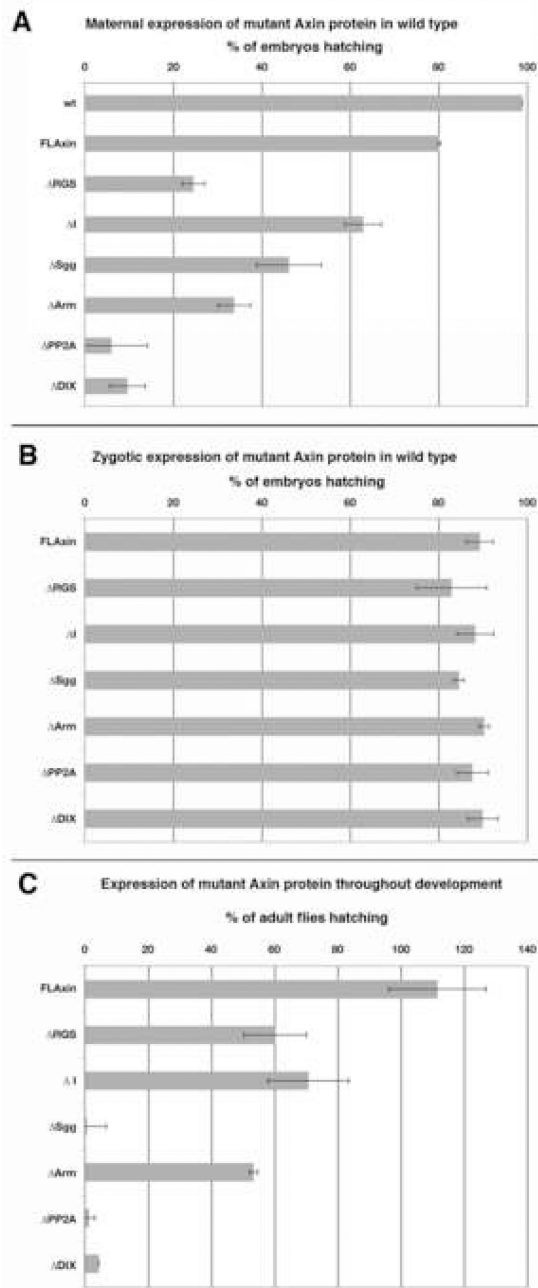 A
Maternal expression of mutant Axin protein in wild type
% of embryos hatching
0 20 40 60 80 100
wt
FLAxin
ΔRGS
ΔI
ΔSgg
ΔArm
ΔPP2A
ΔDIX
B
Zygotic expression of mutant Axin protein in wild type
% of embryos hatching
0 20 40 60 80 100
FLAxin
ΔRGS
ΔI
ΔSgg
ΔArm
ΔPP2A
ΔDIX
C
Expression of mutant Axin protein throughout development
% of adult flies hatching
0 20 40 60 80 100 120 140
FLAxin
ΔRGS
Δ I
ΔSgg
ΔArm
ΔPP2A
ΔDIX